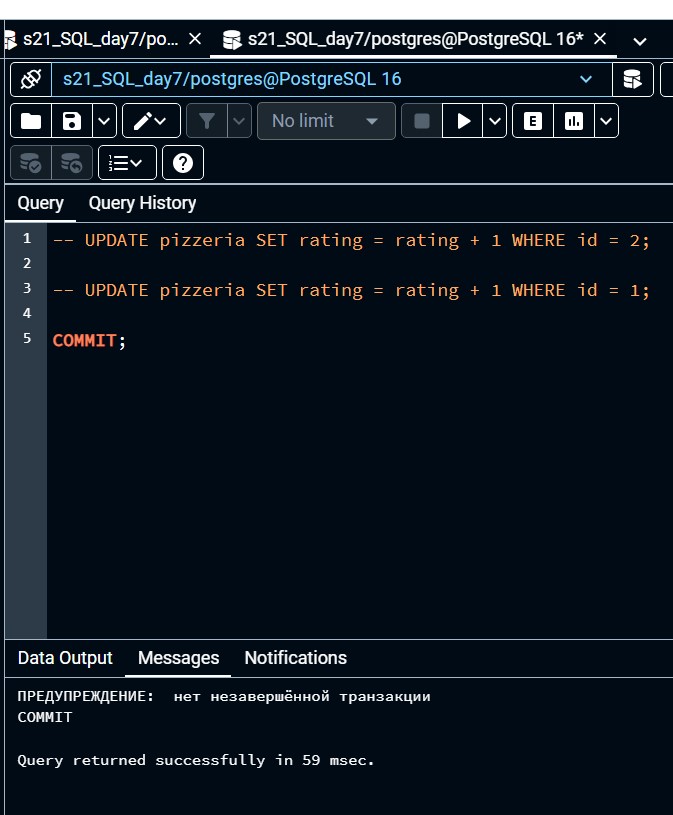 s21_SQL_day7/po...
s21_SQL_day7/postgres@PostgreSQL 16*
s21_SQL_day7/postgres@PostgreSQL 16
No limit
E
Query
Query History
1 -- UPDATE pizzeria SET rating = rating + 1 WHERE id = 2;
2
3 -- UPDATE pizzeria SET rating = rating + 1 WHERE id = 1;
4
5 COMMIT;
Data Output
Messages
Notifications
ПРЕДУПРЕЖДЕНИЕ:  нет незавершённой транзакции
COMMIT
Query returned successfully in 59 msec.